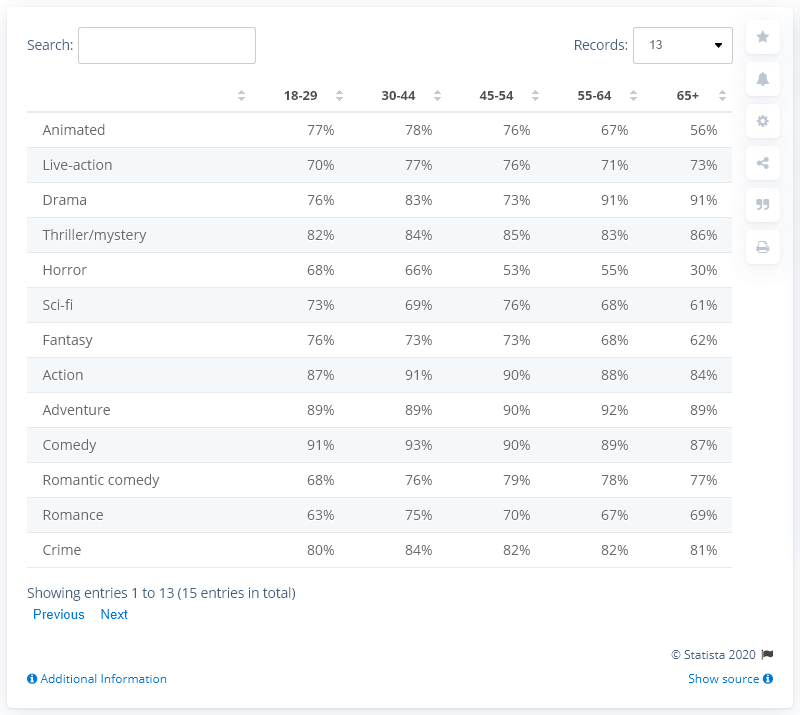 Search: Records: 13
18-29 30-44 45-54 55-64 65+
Animated 77% 78% 76% 67% 56%
Live-action 70% 77% 76% 71% 73%
Drama 76% 83% 73% 91% 91%
Thriller/mystery 82% 84% 85% 83% 86%
Horror 68% 66% 53% 55% 30%
Sci-fi 73% 69% 76% 68% 61%
Fantasy 76% 73% 73% 68% 62%
Action 87% 91% 90% 88% 84%
Adventure 89% 89% 90% 92% 89%
Comedy 91% 93% 90% 89% 87%
Romantic comedy 68% 76% 79% 78% 77%
Romance 63% 75% 70% 67% 69%
Crime 80% 84% 82% 82% 81%
Showing entries 1 to 13 (15 entries in total)
Previous Next
© Statista 2020
Additional Information Show source